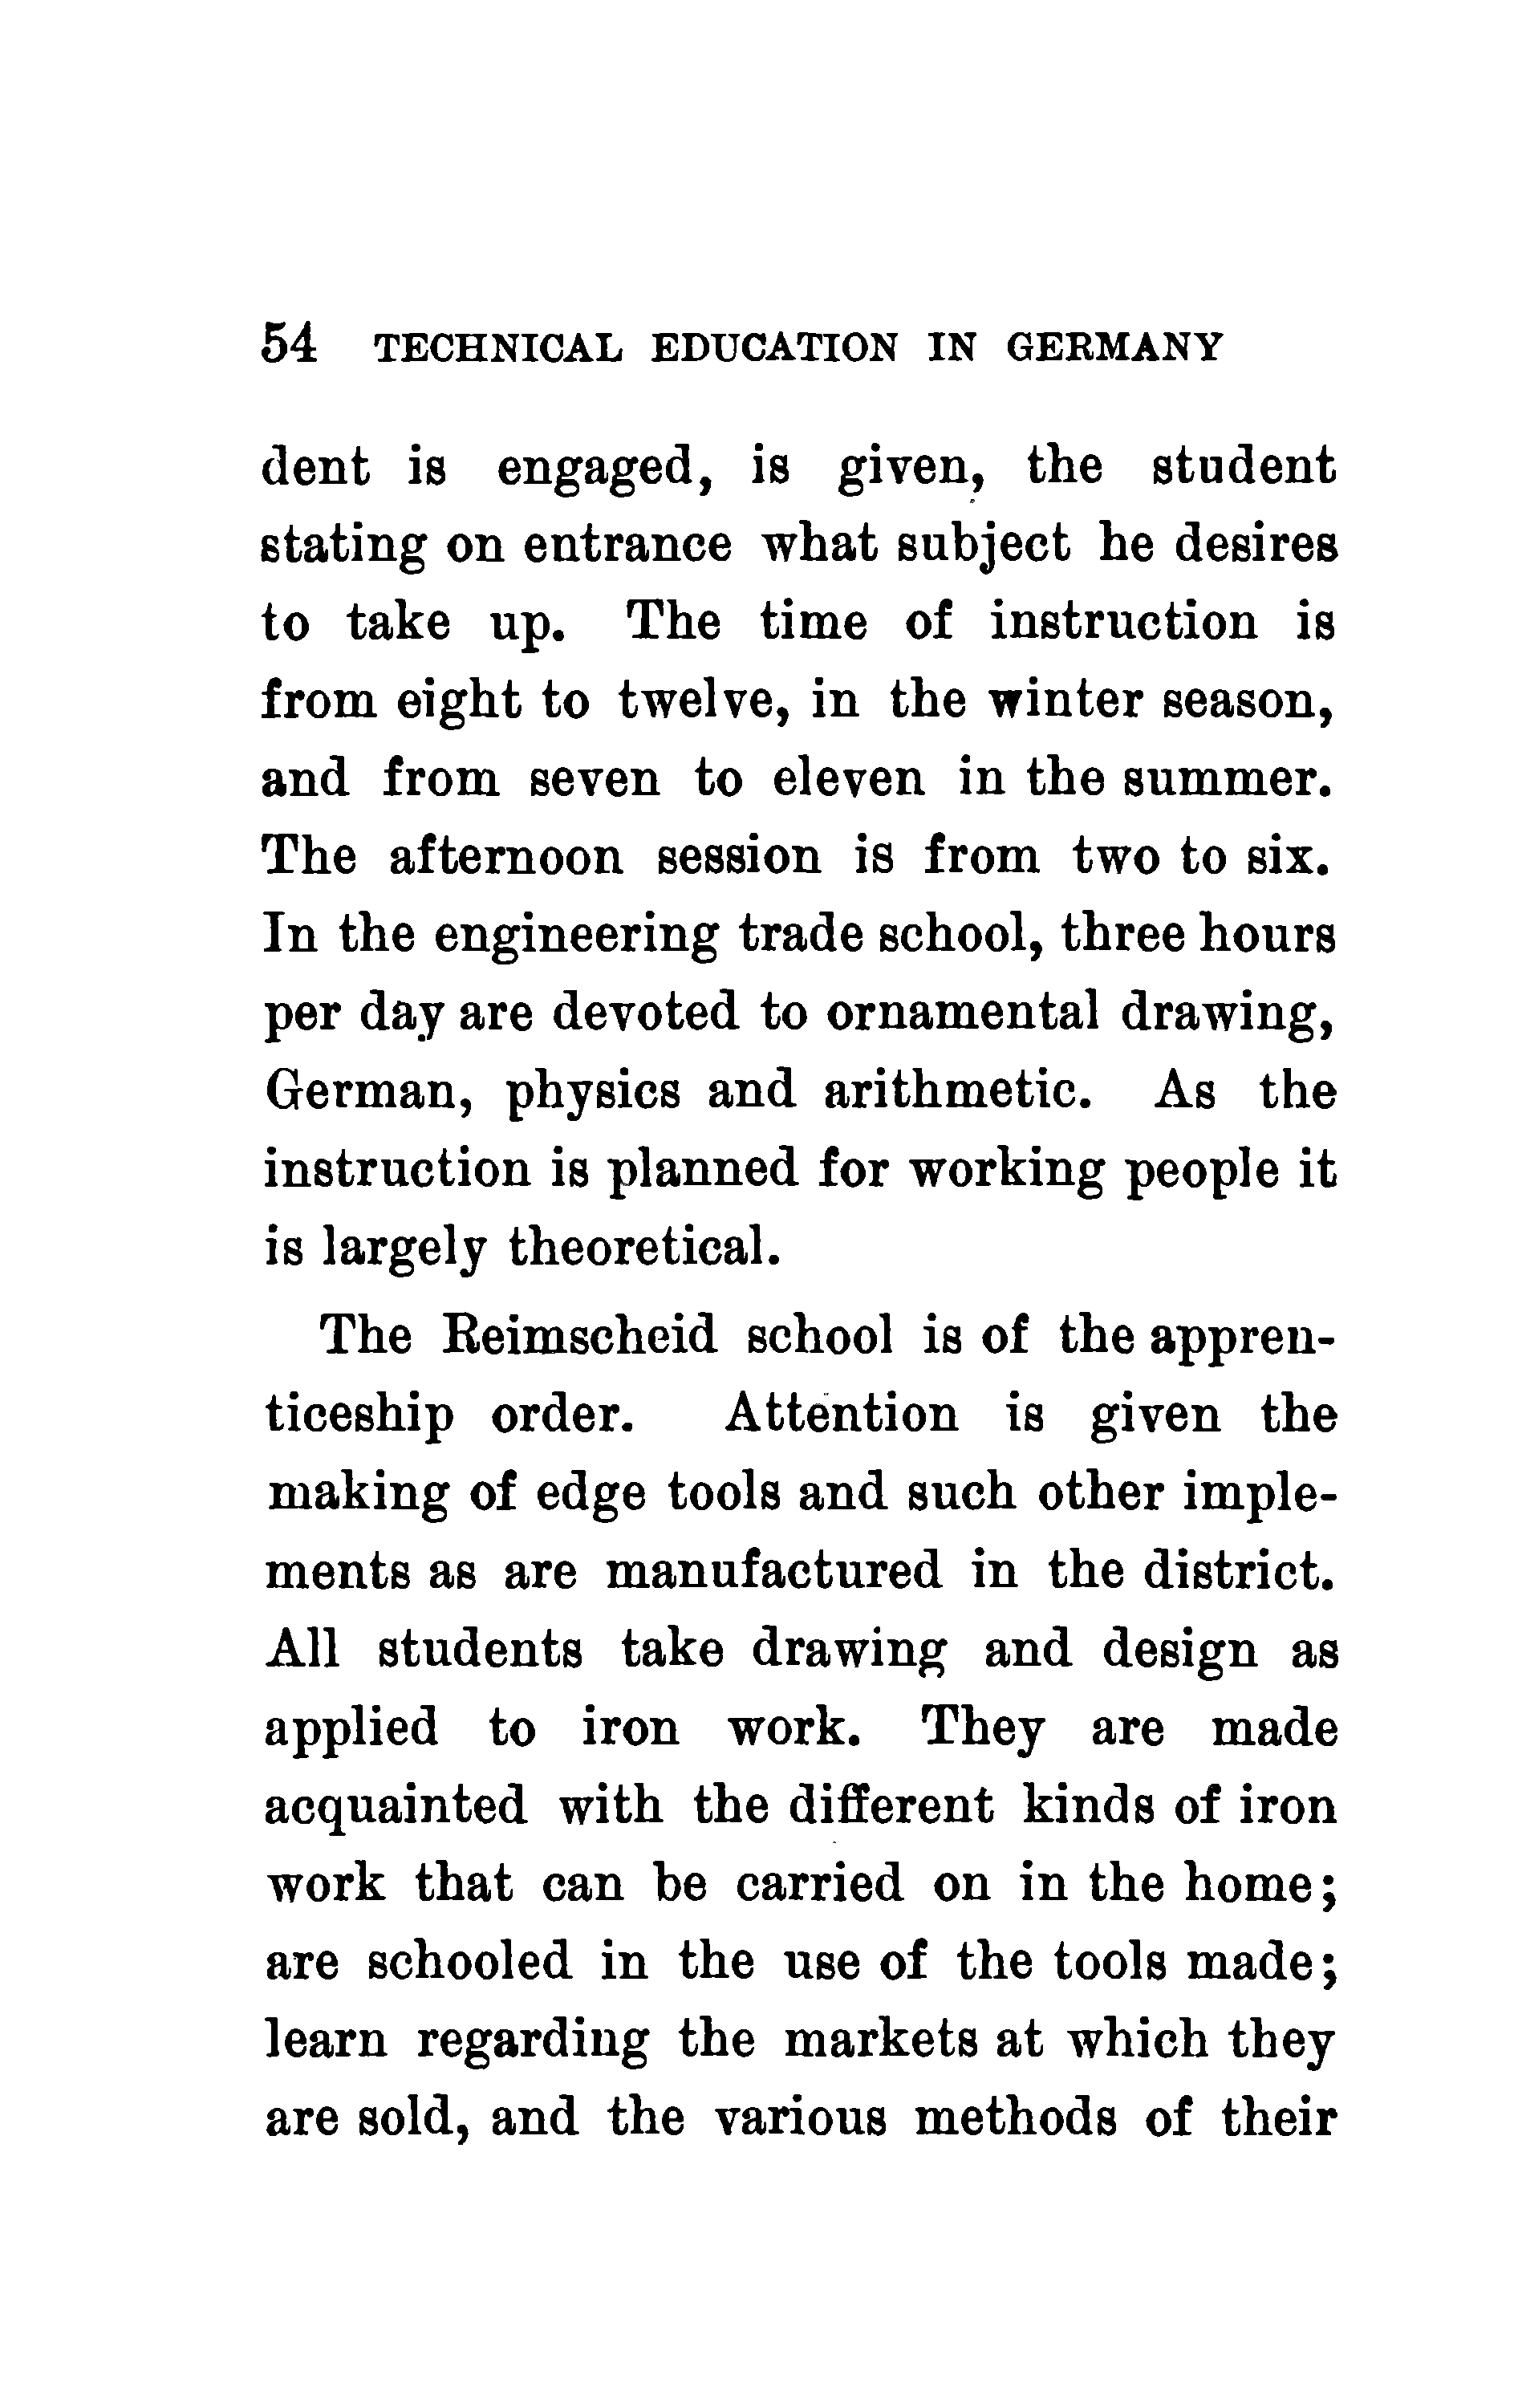 54 TECHNICAL EDUCATION IN GERMANY
dent is engaged, is given, the student
stating on entrance what subject he desires
to take up. The time of instruction is
from eight to twelve, in the winter season,
and from seven to eleven in the summer.
The afternoon session is from two to six.
In the engineering trade school, three hours
per day are devoted to ornamental drawing,
German, physics and arithmetic. As the
instruction is planned for working people it
is largely theoretical.
The Reimscheid school is of the appren-
ticeship order. Attention is given the
making of edge tools and such other imple-
ments as are manufactured in the district.
All students take drawing and design as
applied to iron work. They are made
acquainted with the different kinds of iron
work that can be carried on in the home;
are schooled in the use of the tools made;
learn regarding the markets at which they
are sold, and the various methods of their